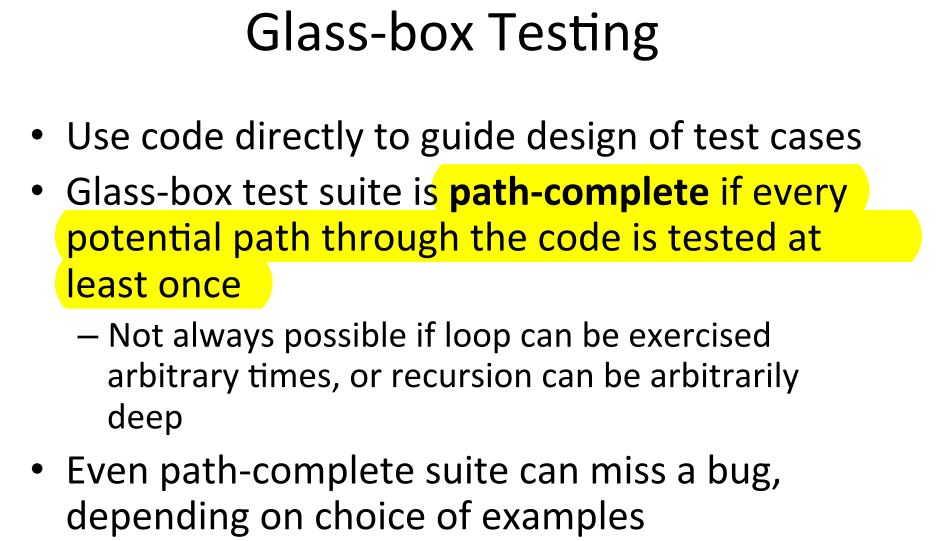 Glass-box Testing
• Use code directly to guide design of test cases
• Glass-box test suite is path-complete if every
potential path through the code is tested at
least once
– Not always possible if loop can be exercised
arbitrary times, or recursion can be arbitrarily
deep
• Even path-complete suite can miss a bug,
depending on choice of examples